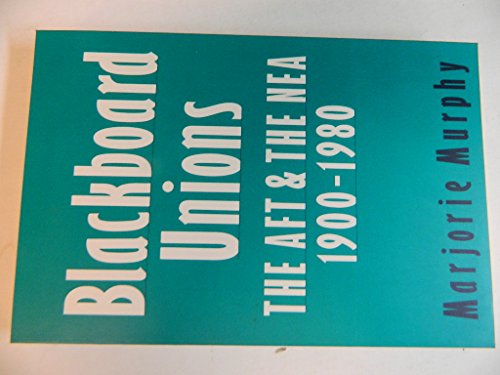 Blackboard
Unions
THE AFT & THE NEA
1900-1980
Marjorie Murphy